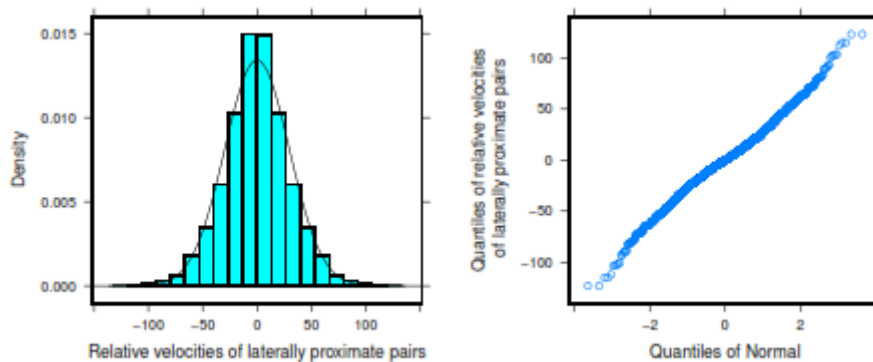 0.015
0.010
0.005
0.000
Density
−100 −50 0 50 100
Relative velocities of laterally proximate pairs
100
50
0
−50
−100
Quantiles of relative velocities
of laterally proximate pairs
−2 0 2
Quantiles of Normal